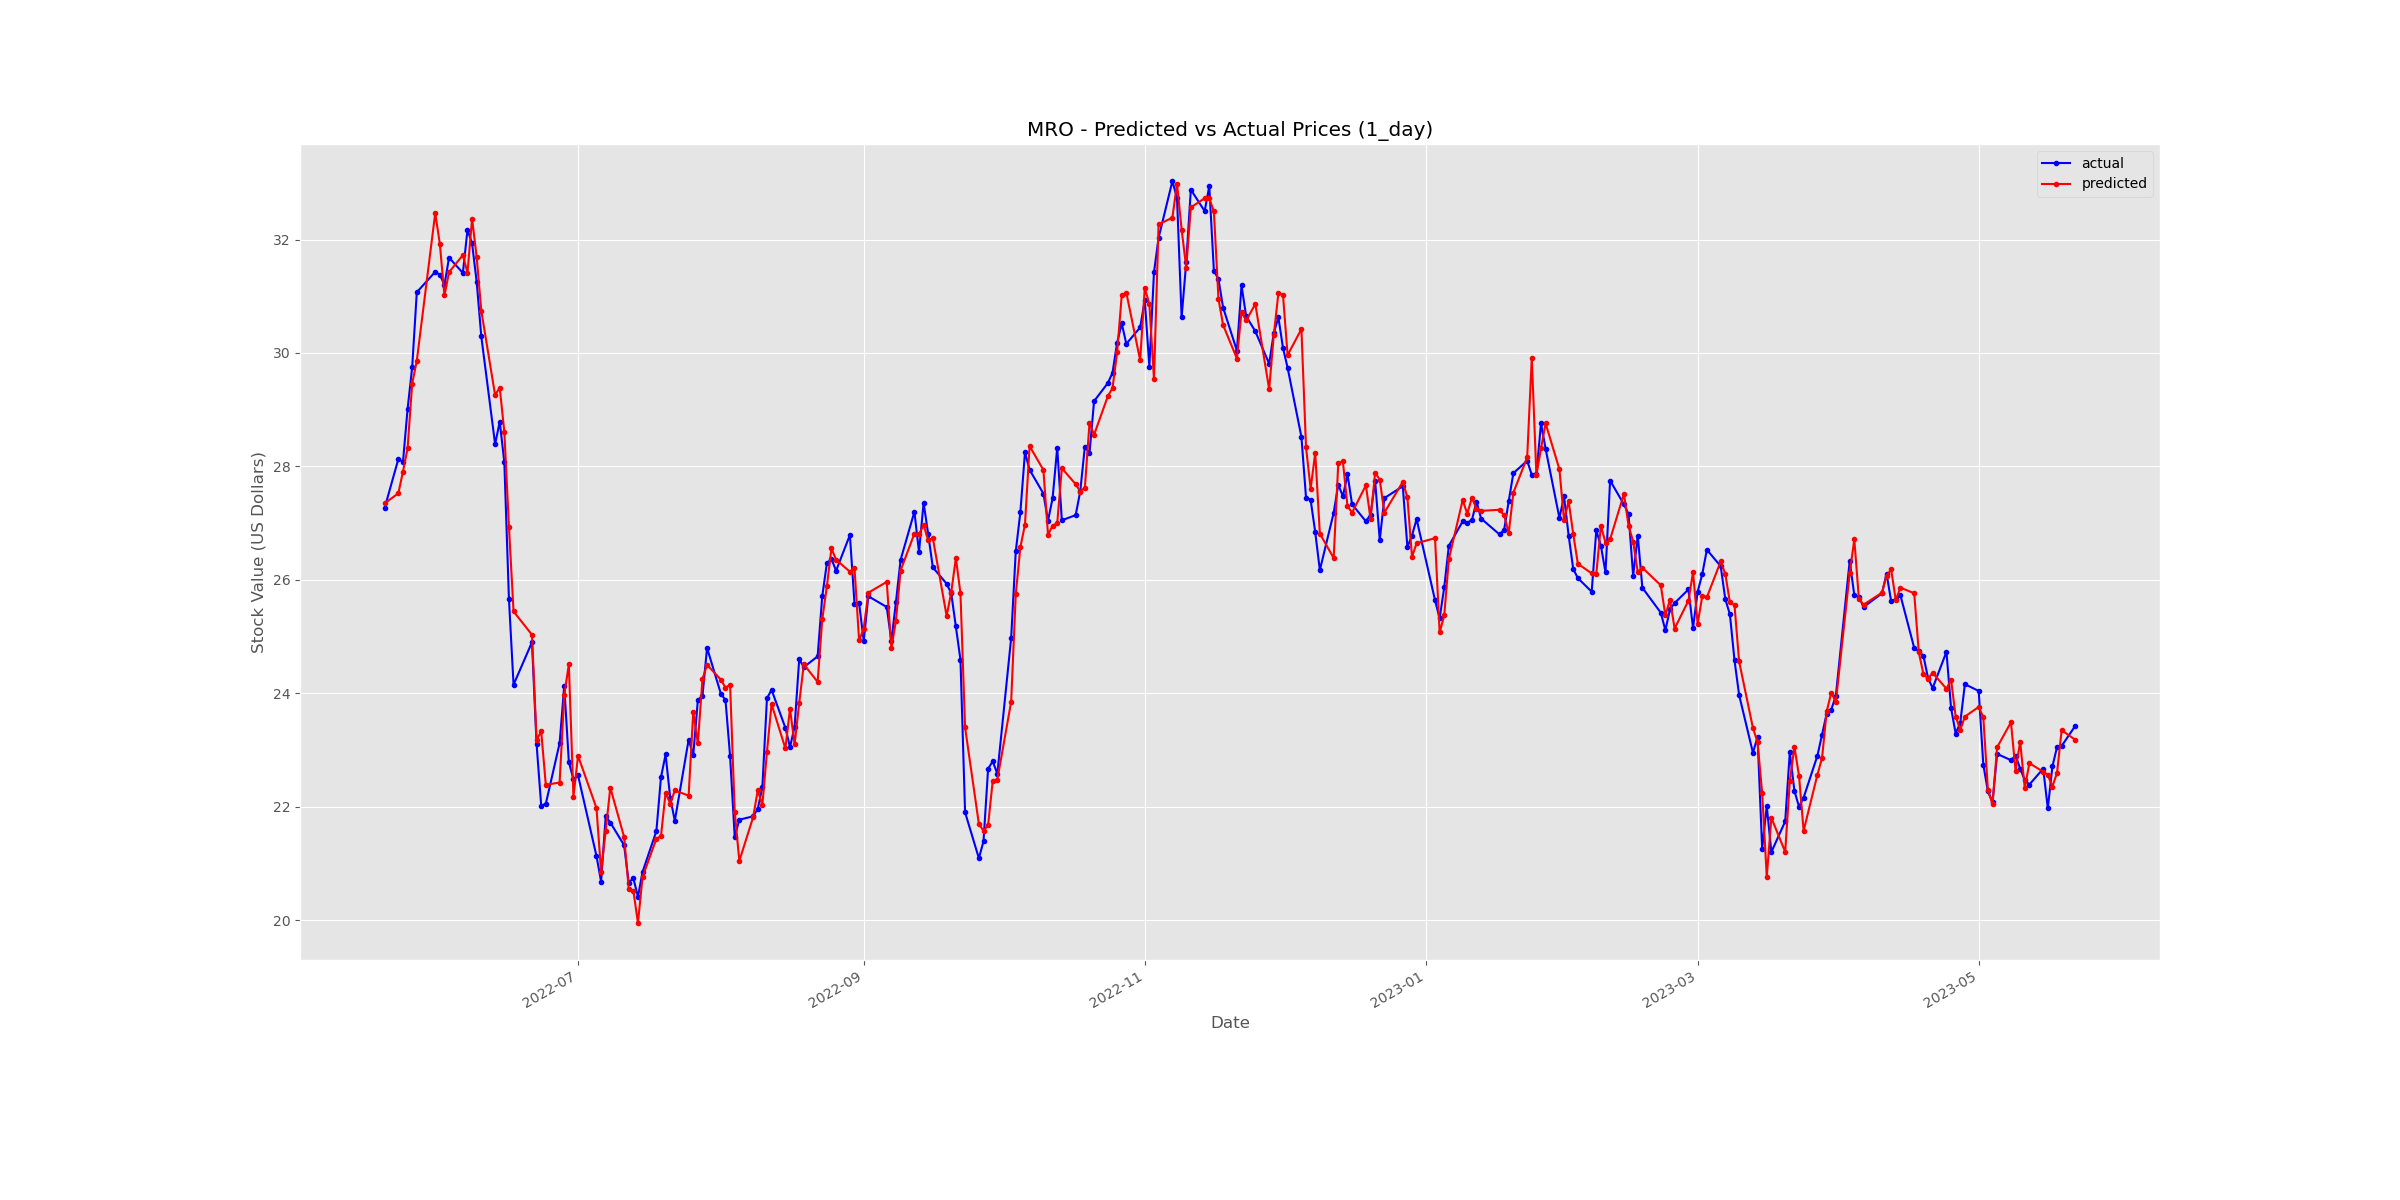 MRO - Predicted vs Actual Prices (1_day)
actual
predicted
Stock Value (US Dollars)
32
30
28
26
24
22
20
2022-07
2022-09
2022-11
2023-01
2023-03
2023-05
Date